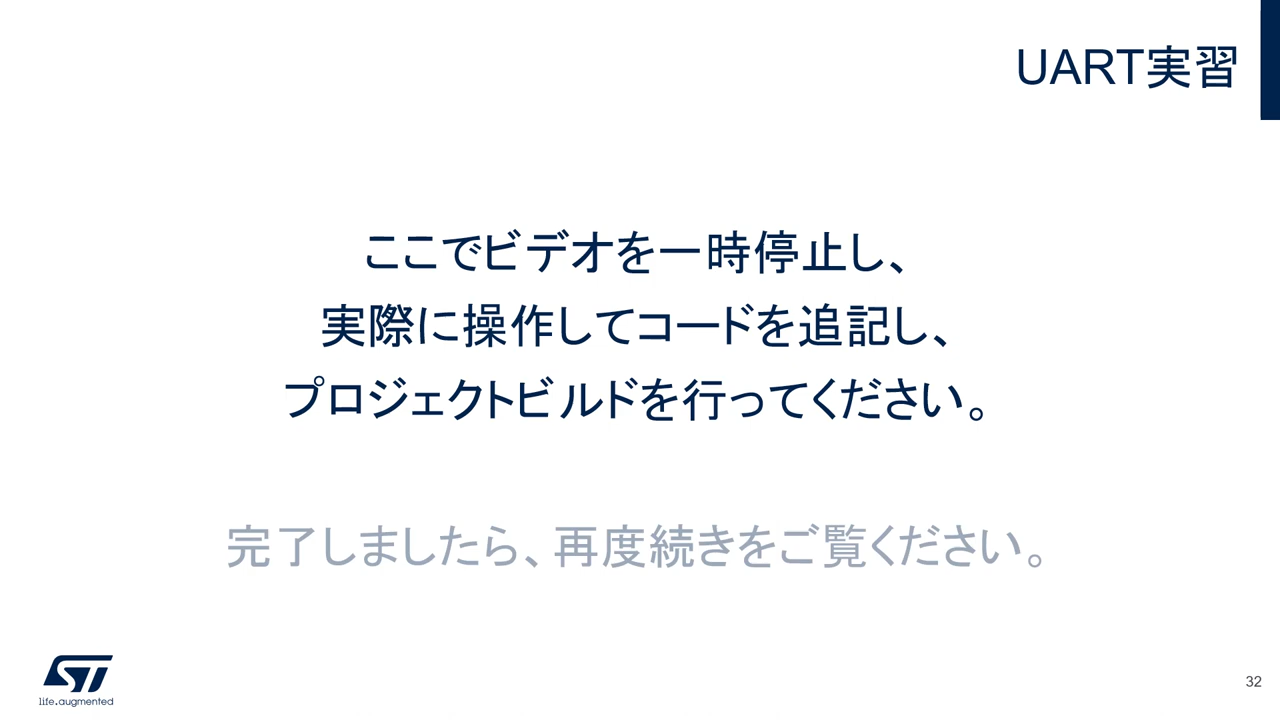 UART実習
ここでビデオを一時停止し、
実際に操作してコードを追記し、
プロジェクトビルドを行ってください。
完了しましたら、再度続きをご覧ください。
ST
life.augmented
32